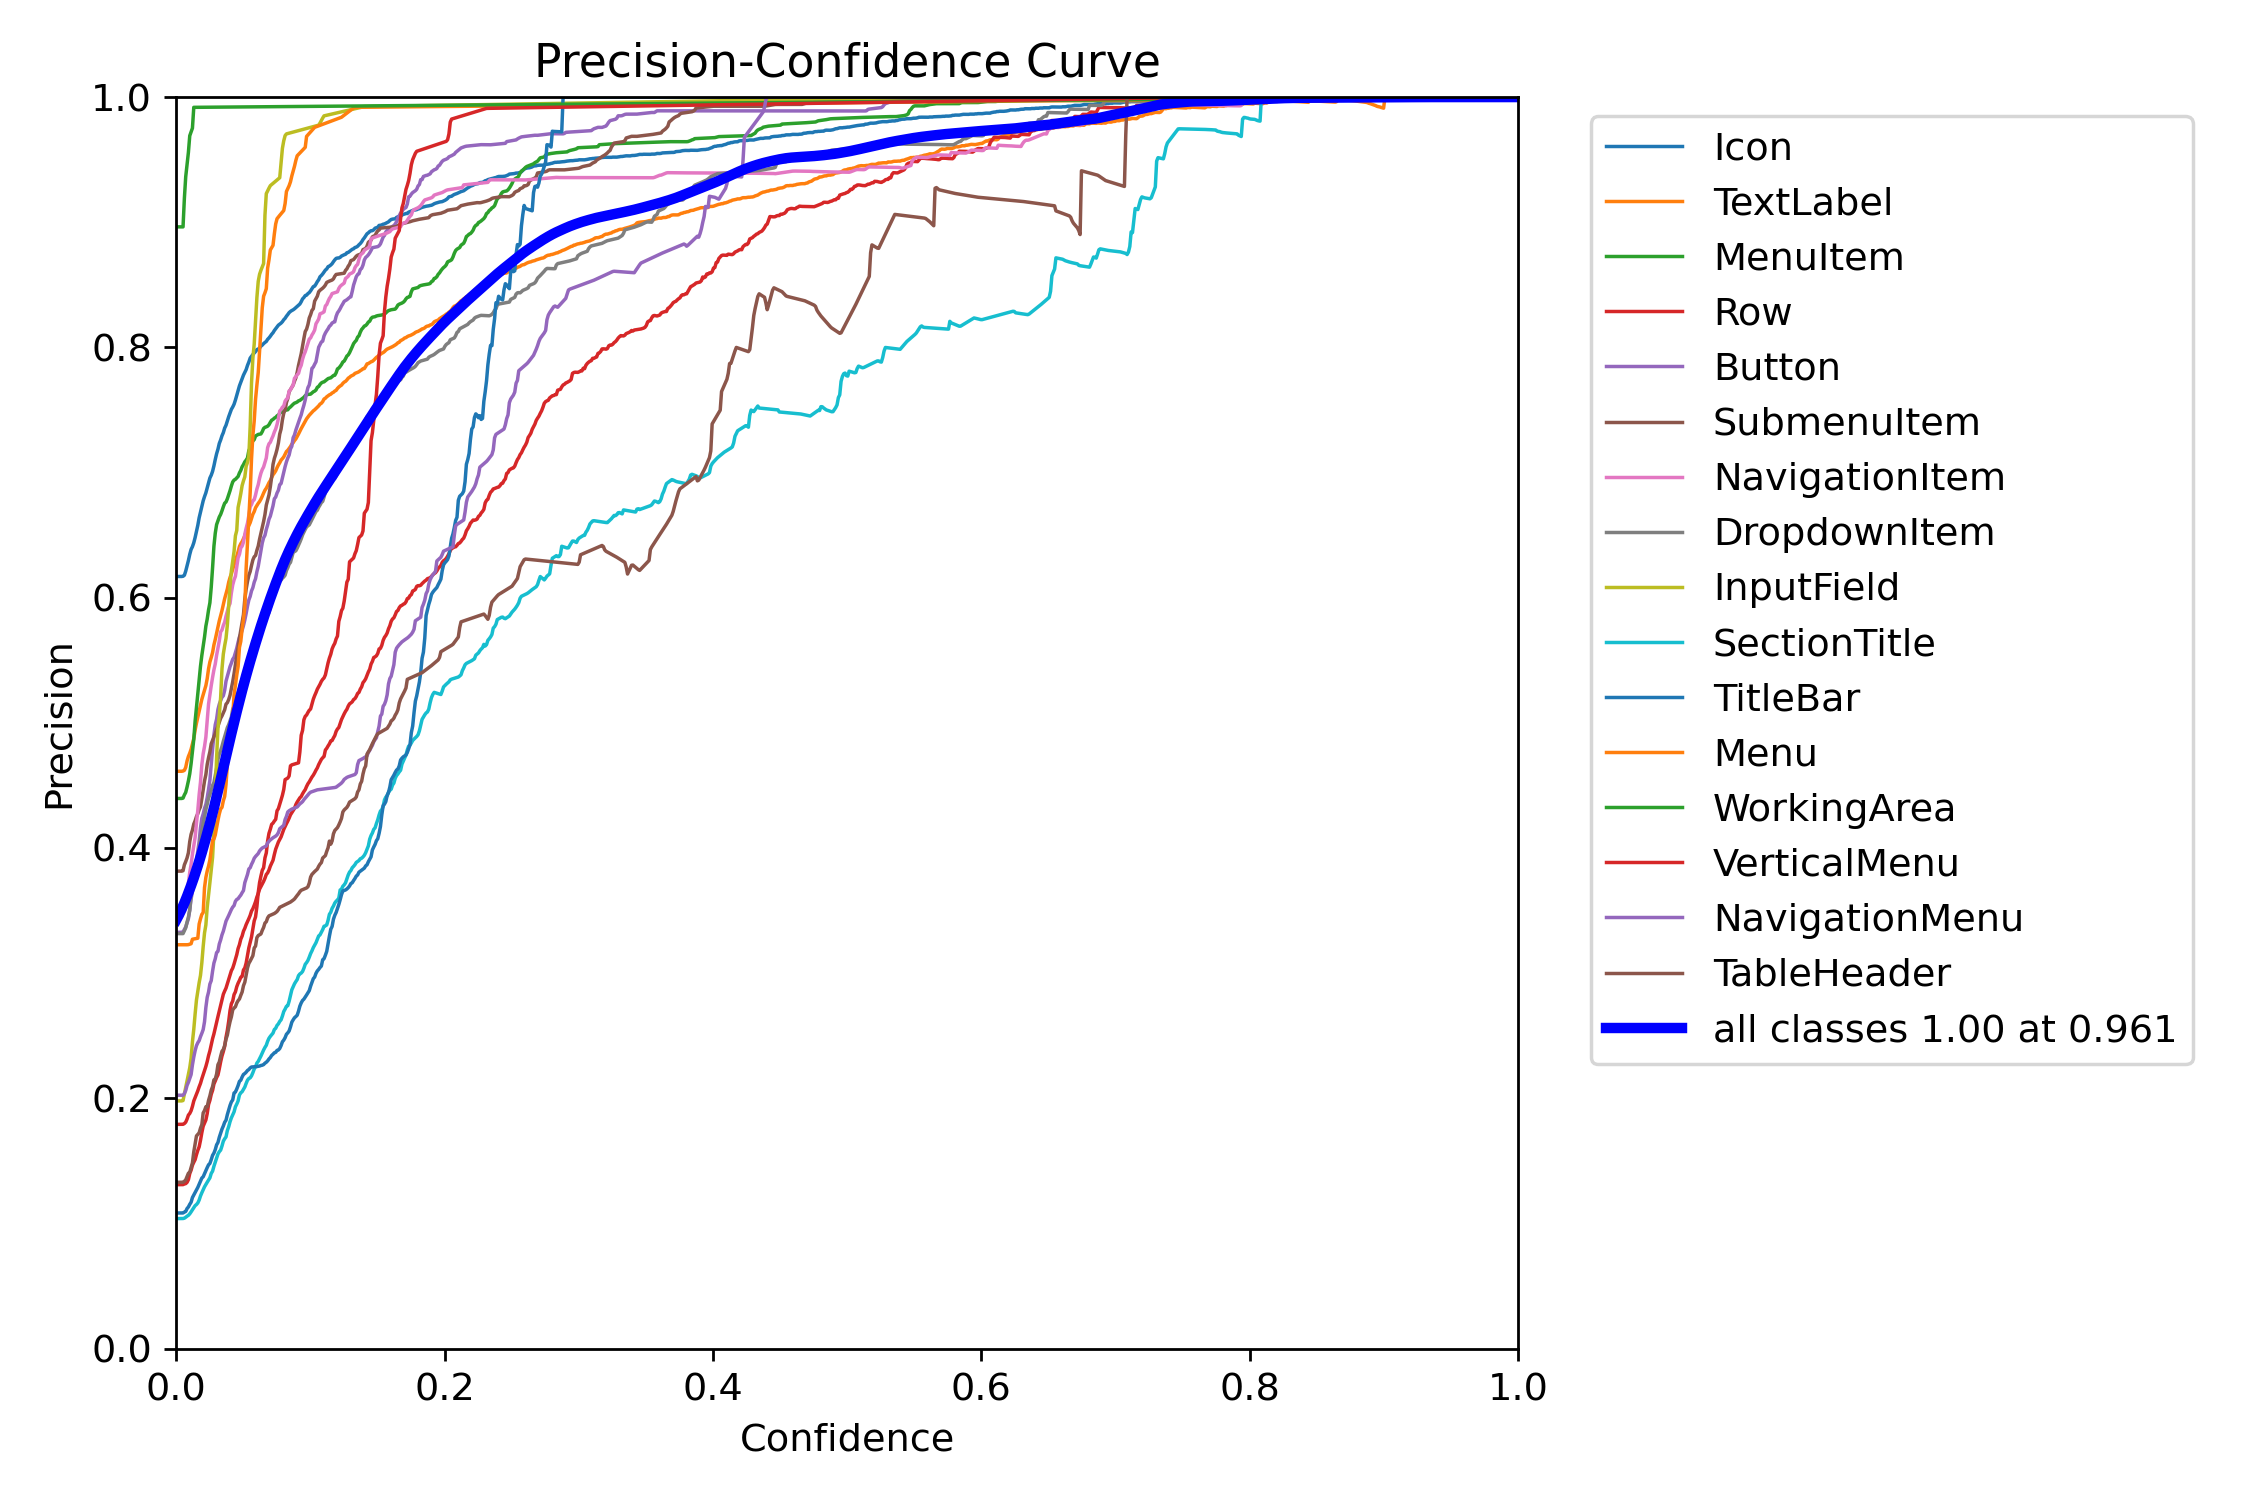 Precision-Confidence Curve
1.0
0.8
0.6
0.4
0.2
0.0
Precision
0.0 0.2 0.4 0.6 0.8 1.0
Confidence
Icon
TextLabel
MenuItem
Row
Button
SubmenuItem
NavigationItem
DropdownItem
InputField
SectionTitle
TitleBar
Menu
WorkingArea
VerticalMenu
NavigationMenu
TableHeader
all classes 1.00 at 0.961